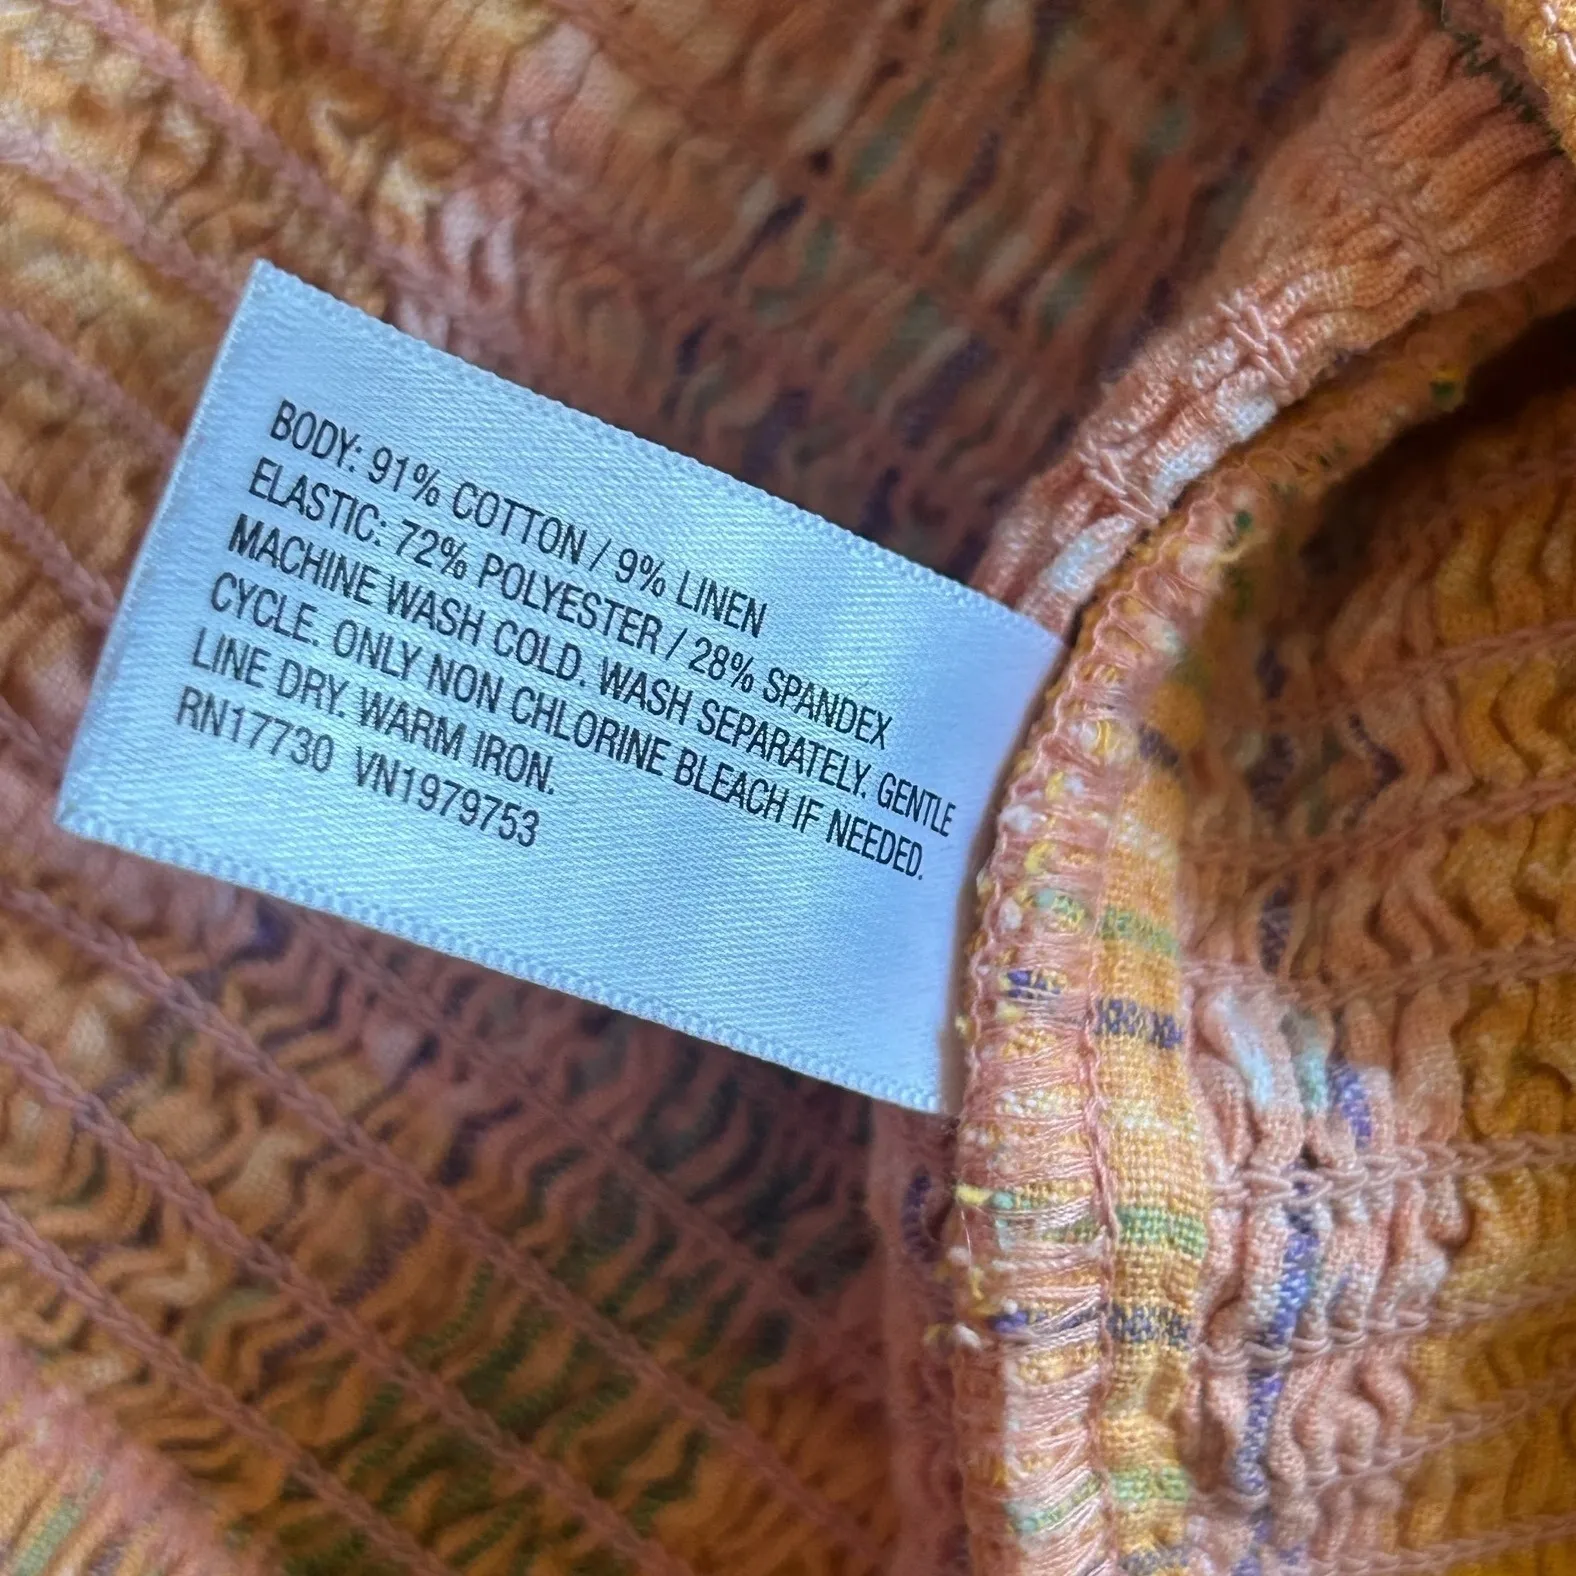 BODY: 91% COTTON / 9% LINEN
ELASTIC: 72% POLYESTER / 28% SPANDEX
MACHINE WASH COLD. WASH SEPARATELY. GENTLE
CYCLE. ONLY NON CHLORINE BLEACH IF NEEDED.
LINE DRY. WARM IRON.
RN17730 VN1979753